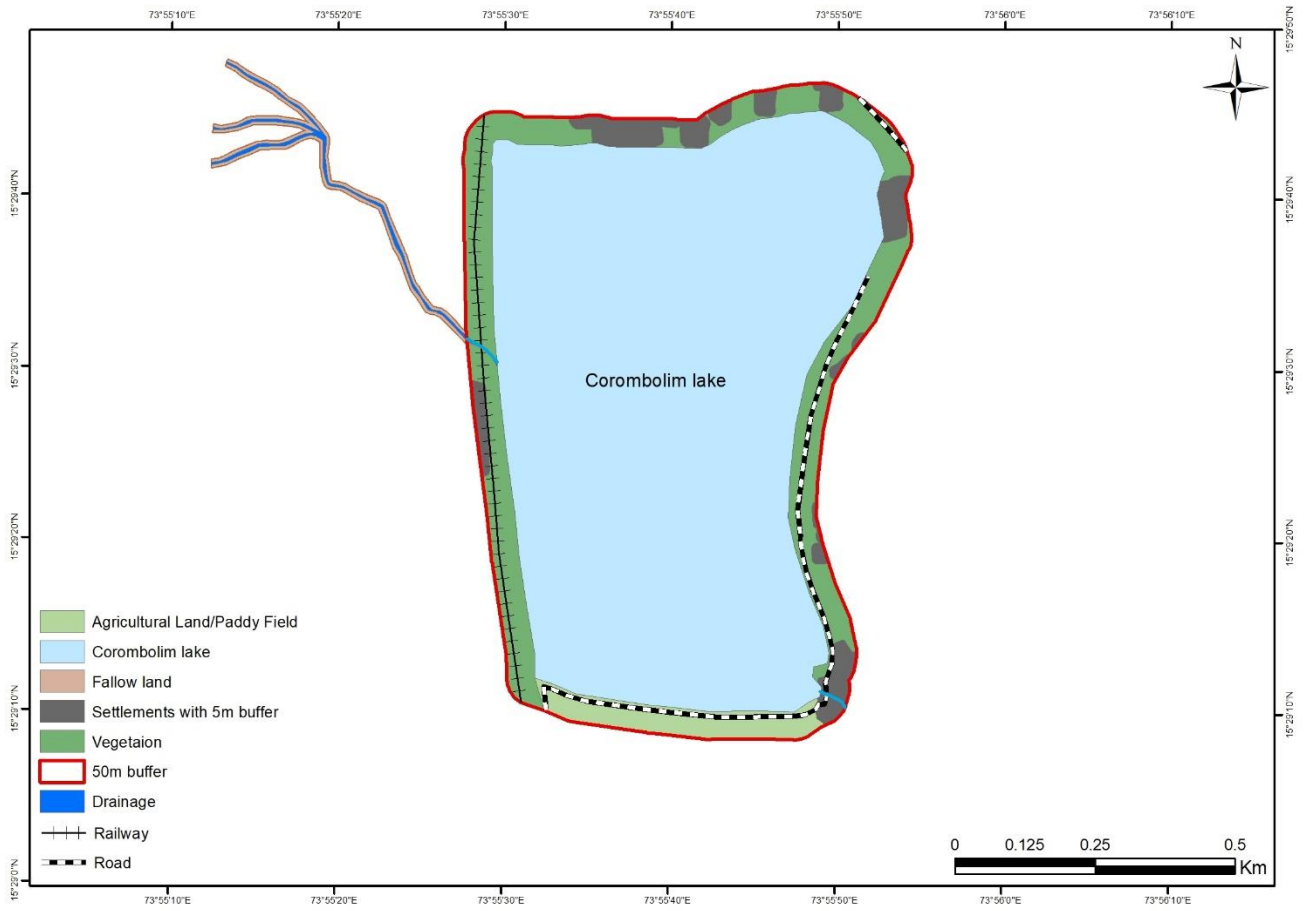 73°55'10"E
73°55'20"E
73°55'30"E
73°55'40"E
73°55'50"E
73°56'0"E
73°56'10"E
15°29'50"N
N
15°29'40"N
15°29'40"N
15°29'30"N
15°29'30"N
Corombolim lake
15°29'20"N
15°29'20"N
Agricultural Land/Paddy Field
Corombolim lake
Fallow land
Settlements with 5m buffer
15°29'10"N
15°29'10"N
Vegetaion
50m buffer
Drainage
Railway
Road
0 0.125 0.25 0.5
Km
15°29'0"N
15°29'0"N
73°55'10"E
73°55'20"E
73°55'30"E
73°55'40"E
73°55'50"E
73°56'0"E
73°56'10"E